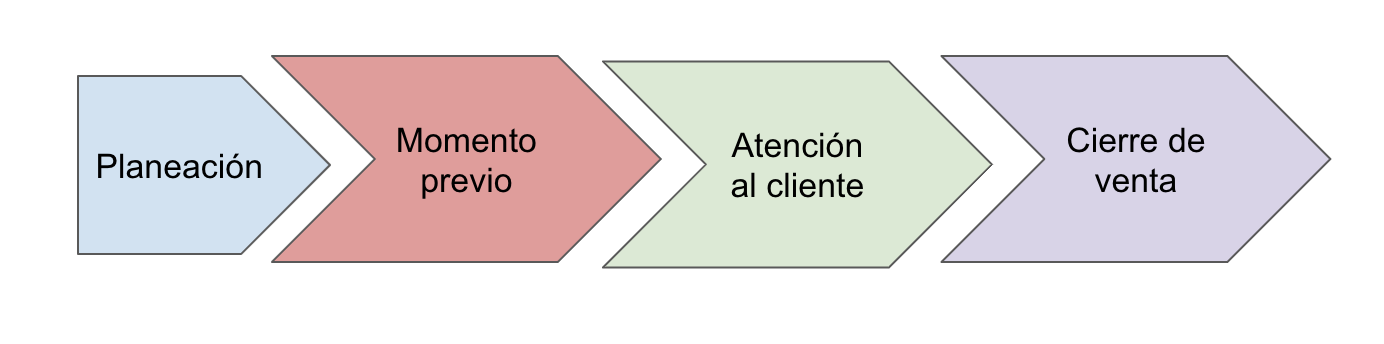 Planeación
Momento
previo
Atención
al cliente
Cierre de
venta